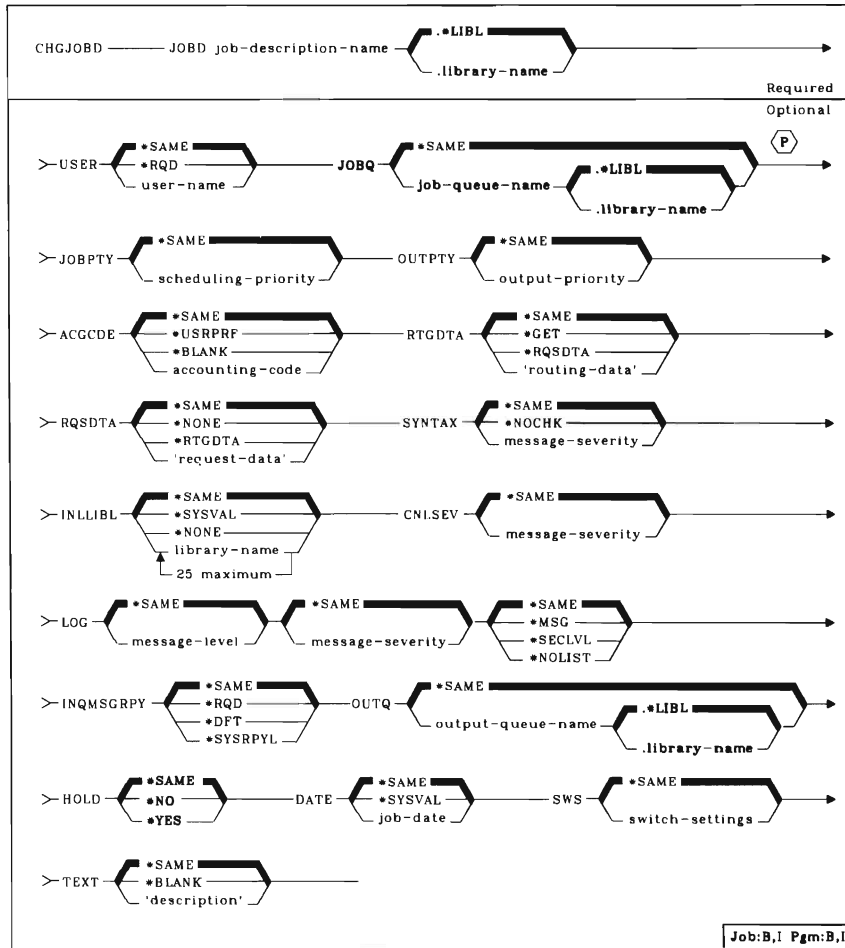 .*LIBL
CHGJOBD JOBD job-description-name
.library-name
Required
Optional
*SAME *SAME P
USER *RQD JOBQ .*LIBL
user-name job-queue-name
.library-name
*SAME *SAME
JOBPTY OUTPTY
scheduling-priority output-priority
*SAME *SAME
ACGCDE *USRPRF RTGDTA *GET
*BLANK *RQSDTA
accounting-code 'routing-data'
*SAME *SAME
RQSDTA *NONE SYNTAX *NOCHK
*RTGDTA message-severity
'request-data'
*SAME *SAME
INLLIBL *SYSVAL CNLSEV
*NONE message-severity
library-name
25 maximum
*SAME *SAME *SAME
LOG *MSG
message-level message-severity *SECLVL
*NOLIST
*SAME *SAME
INQMSGRPY *RQD OUTQ .*LIBL
*DFT output-queue-name
*SYSRPYL .library-name
*SAME *SAME *SAME
HOLD *NO DATE *SYSVAL SWS
*YES job-date switch-settings
*SAME
TEXT *BLANK
'description'
Job:B,I Pgm:B,I